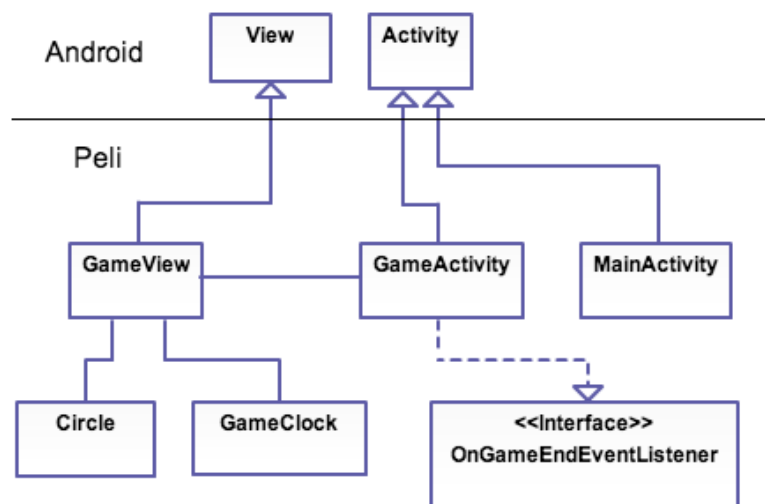 View
Activity
Android
Peli
GameView
GameActivity
MainActivity
Circle
GameClock
<<Interface>>
OnGameEndEventListener